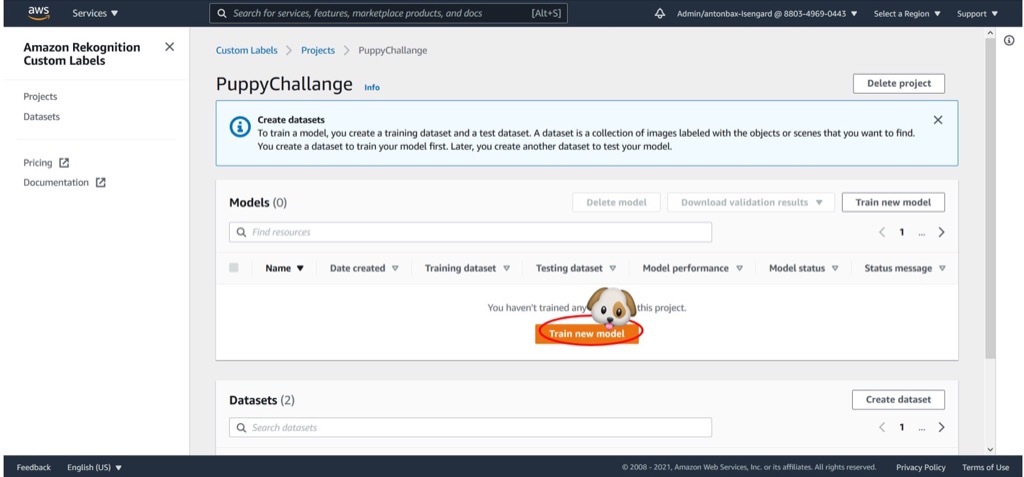 aws Services ▼ Search for services, features, marketplace products, and docs [Alt+S] Admin/antonbax-Isengard @ 8803-4969-0443 ▼ Select a Region ▼ Support ▼
Amazon Rekognition
Custom Labels
Projects
Datasets
Pricing
Documentation
Custom Labels > Projects > PuppyChallange
PuppyChallange Info Delete project
Create datasets
To train a model, you create a training dataset and a test dataset. A dataset is a collection of images labeled with the objects or scenes that you want to find.
You create a dataset to train your model first. Later, you create another dataset to test your model.
Models (0) Delete model Download validation results ▼ Train new model
Find resources < 1 ... >
Name ▼ Date created ▽ Training dataset ▽ Testing dataset ▽ Model performance ▽ Model status ▽ Status message ▽
You haven't trained any this project.
Train new model
Datasets (2) Create dataset
Search datasets < 1 ... >
Feedback English (US) ▼ © 2008 - 2021, Amazon Web Services, Inc. or its affiliates. All rights reserved. Privacy Policy Terms of Use